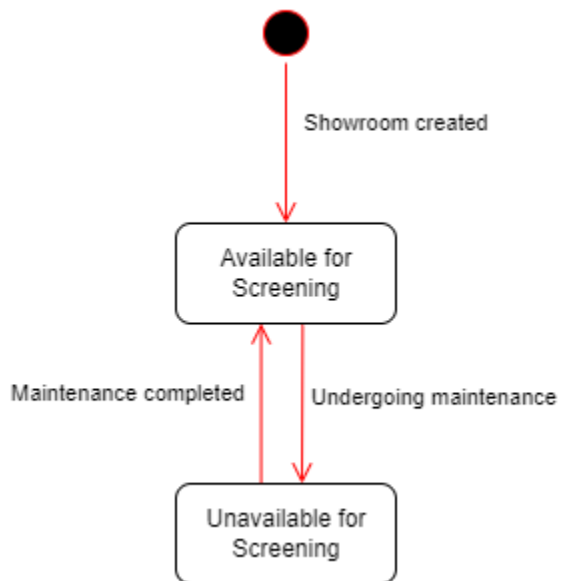 Showroom created
Available for
Screening
Maintenance completed
Undergoing maintenance
Unavailable for
Screening